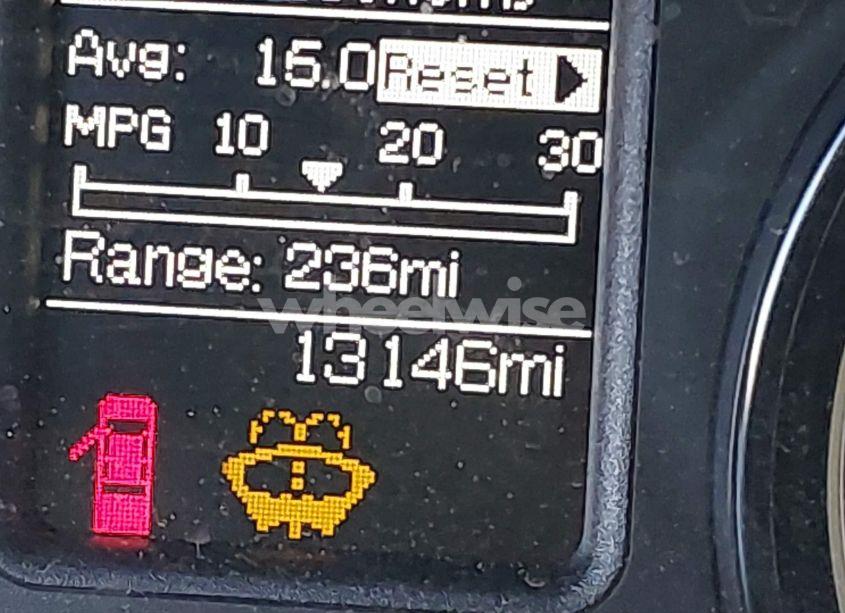 Avg: 15.0 Reset
MPG 10 20 30
Range: 236mi
wheelwise
13146mi